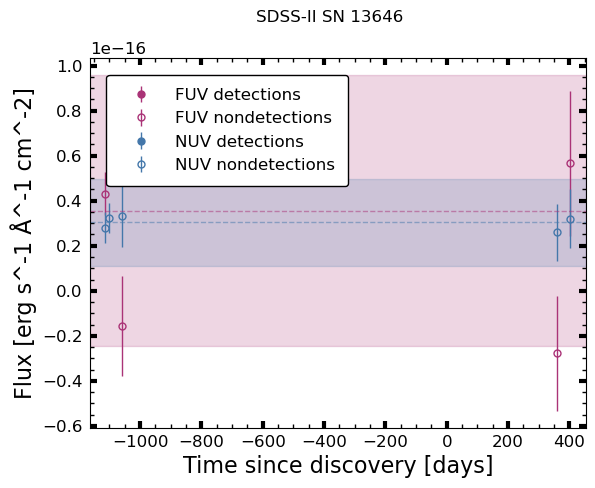 SDSS-II SN 13646
1e−16
1.0
0.8
0.6
0.4
0.2
0.0
−0.2
−0.4
−0.6
Flux [erg s^-1 Å^-1 cm^-2]
FUV detections
FUV nondetections
NUV detections
NUV nondetections
−1000 −800 −600 −400 −200 0 200 400
Time since discovery [days]